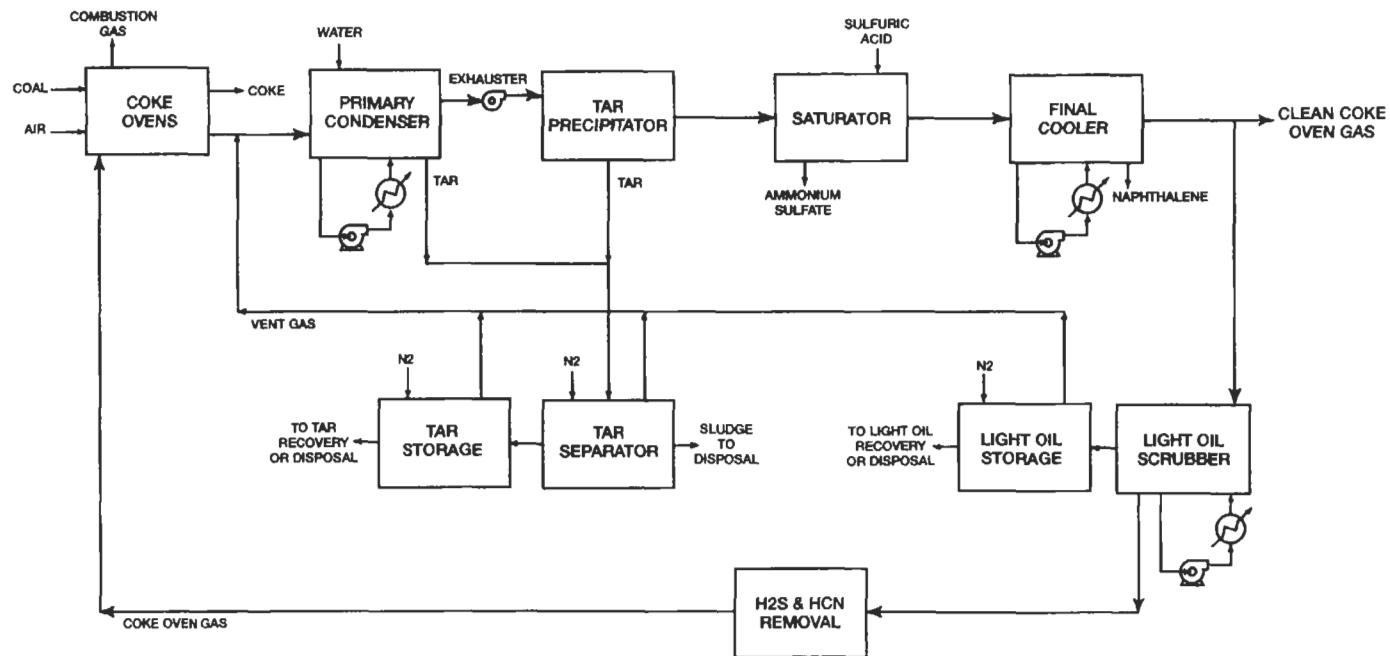 COMBUSTION
GAS
COAL
AIR
COKE
OVENS
COKE
WATER
PRIMARY
CONDENSER
EXHAUSTER
TAR
TAR
PRECIPITATOR
TAR
SULFURIC
ACID
SATURATOR
AMMONIUM
SULFATE
FINAL
COOLER
NAPHTHALENE
CLEAN COKE
OVEN GAS
VENT GAS
N2
TAR
STORAGE
TO TAR
RECOVERY
OR DISPOSAL
N2
TAR
SEPARATOR
SLUDGE
TO
DISPOSAL
N2
LIGHT OIL
STORAGE
TO LIGHT OIL
RECOVERY
OR DISPOSAL
LIGHT OIL
SCRUBBER
H2S & HCN
REMOVAL
COKE OVEN GAS